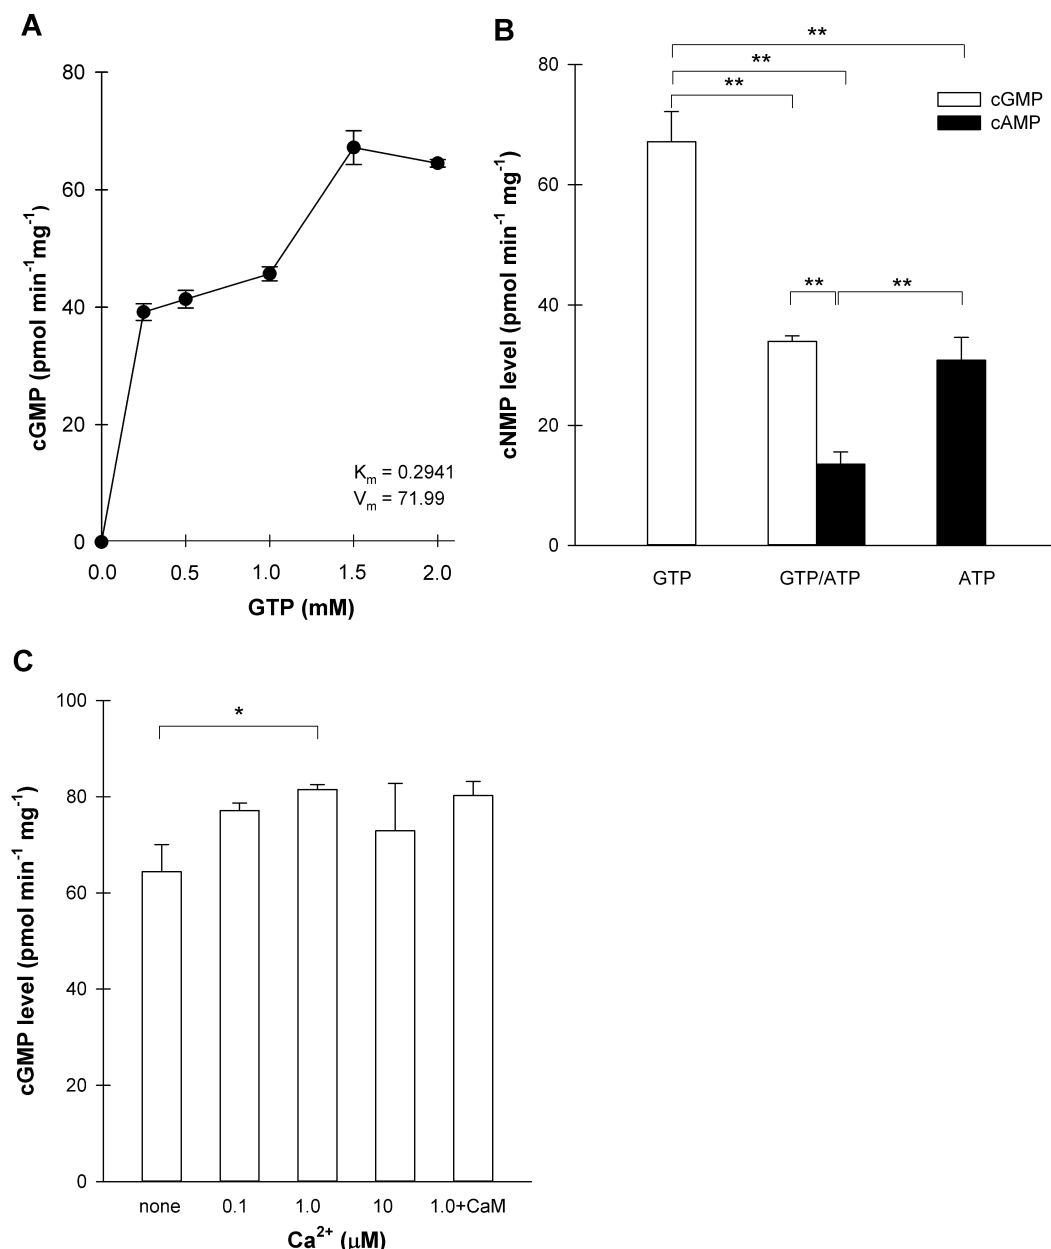 A
80
60
40
20
0
cGMP (pmol min⁻¹mg⁻¹)
Kₘ = 0.2941
Vₘ = 71.99
0.0 0.5 1.0 1.5 2.0
GTP (mM)
B
**
**
**
** **
80
60
40
20
0
cNMP level (pmol min⁻¹ mg⁻¹)
cGMP
cAMP
GTP GTP/ATP ATP
C
*
100
80
60
40
20
0
cGMP level (pmol min⁻¹ mg⁻¹)
none 0.1 1.0 10 1.0+CaM
Ca²⁺ (μM)